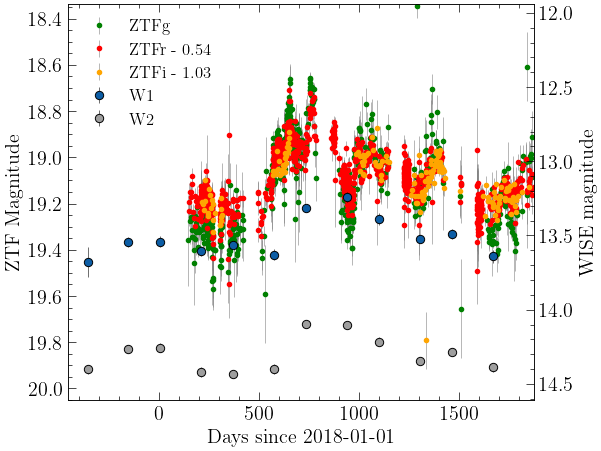 ZTFg
ZTFr - 0.54
ZTFi - 1.03
W1
W2
18.4
18.6
18.8
19.0
19.2
19.4
19.6
19.8
20.0
ZTF Magnitude
12.0
12.5
13.0
13.5
14.0
14.5
WISE magnitude
0
500
1000
1500
Days since 2018-01-01